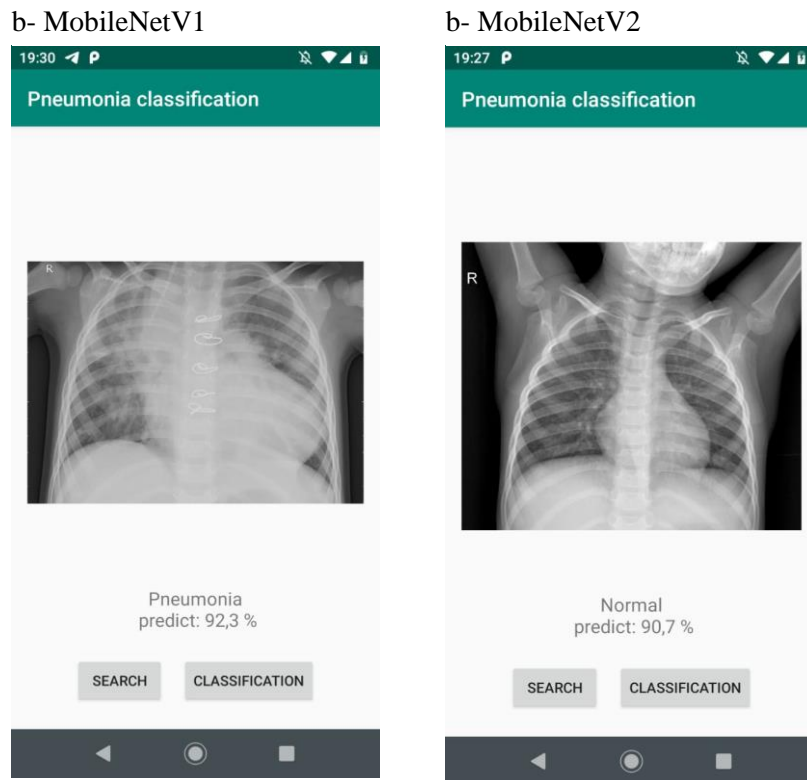 b- MobileNetV1
19:30
Pneumonia classification
R
Pneumonia
predict: 92,3 %
SEARCH CLASSIFICATION
b- MobileNetV2
19:27
Pneumonia classification
R
Normal
predict: 90,7 %
SEARCH CLASSIFICATION